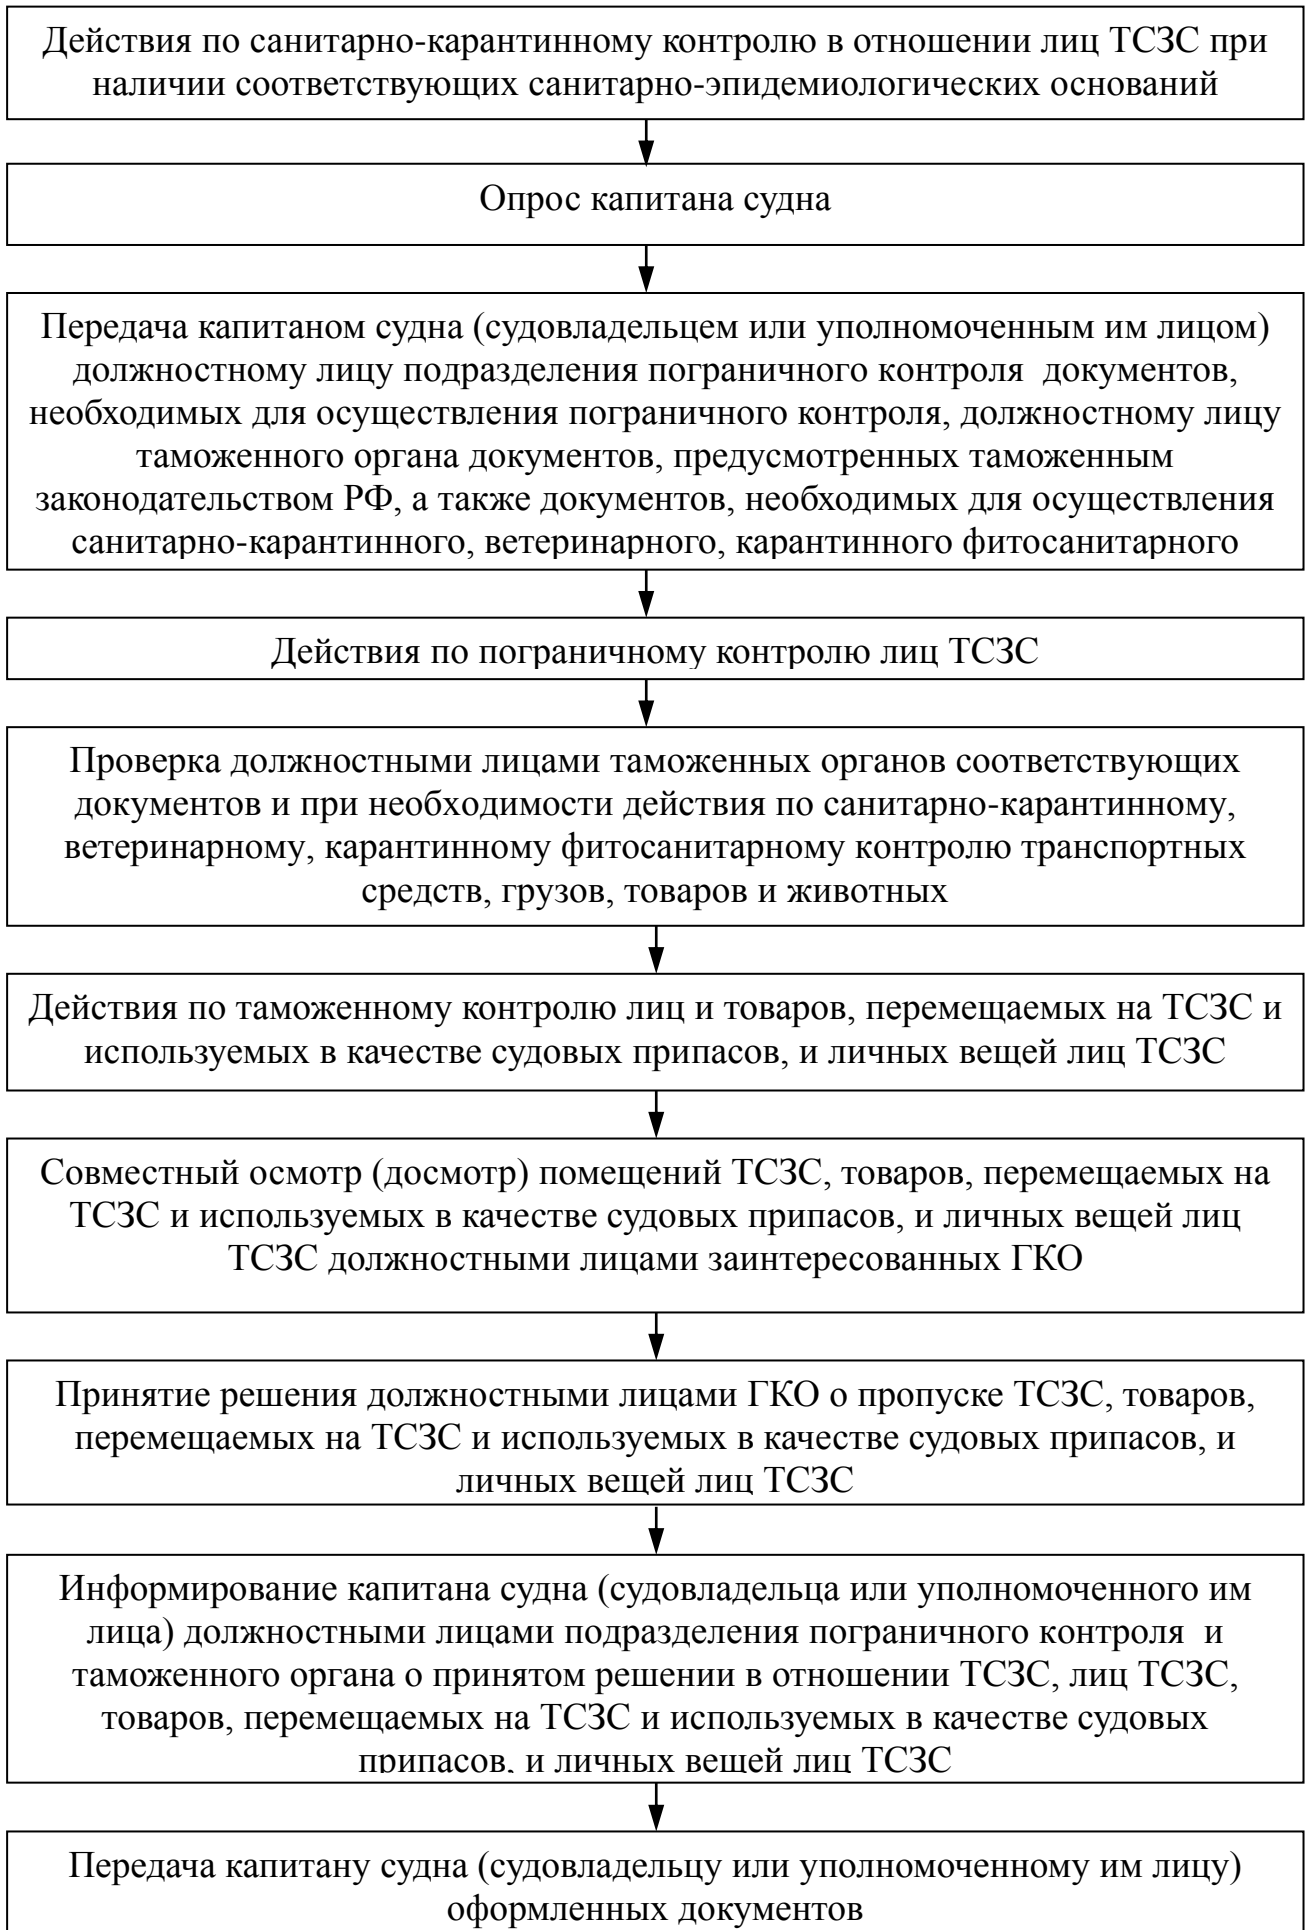 Действия по санитарно-карантинному контролю в отношении лиц ТСЗС при
наличии соответствующих санитарно-эпидемиологических оснований
Опрос капитана судна
Передача капитаном судна (судовладельцем или уполномоченным им лицом)
должностному лицу подразделения пограничного контроля документов,
необходимых для осуществления пограничного контроля, должностному лицу
таможенного органа документов, предусмотренных таможенным
законодательством РФ, а также документов, необходимых для осуществления
санитарно-карантинного, ветеринарного, карантинного фитосанитарного
Действия по пограничному контролю лиц ТСЗС
Проверка должностными лицами таможенных органов соответствующих
документов и при необходимости действия по санитарно-карантинному,
ветеринарному, карантинному фитосанитарному контролю транспортных
средств, грузов, товаров и животных
Действия по таможенному контролю лиц и товаров, перемещаемых на ТСЗС и
используемых в качестве судовых припасов, и личных вещей лиц ТСЗС
Совместный осмотр (досмотр) помещений ТСЗС, товаров, перемещаемых на
ТСЗС и используемых в качестве судовых припасов, и личных вещей лиц
ТСЗС должностными лицами заинтересованных ГКО
Принятие решения должностными лицами ГКО о пропуске ТСЗС, товаров,
перемещаемых на ТСЗС и используемых в качестве судовых припасов, и
личных вещей лиц ТСЗС
Информирование капитана судна (судовладельца или уполномоченного им
лица) должностными лицами подразделения пограничного контроля и
таможенного органа о принятом решении в отношении ТСЗС, лиц ТСЗС,
товаров, перемещаемых на ТСЗС и используемых в качестве судовых
припасов, и личных вещей лиц ТСЗС
Передача капитану судна (судовладельцу или уполномоченному им лицу)
оформленных документов